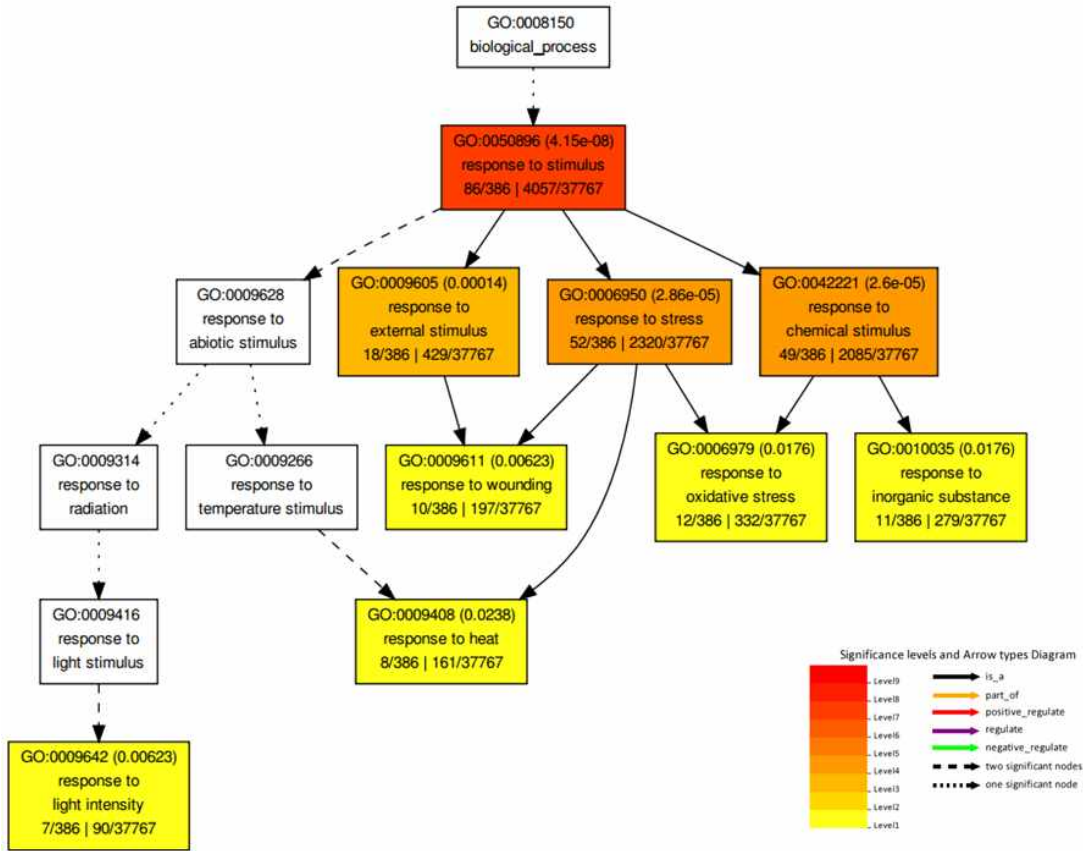 GO:0008150
biological_process
GO:0050896 (4.15e-08)
response to stimulus
86/386 | 4057/37767
GO:0009628
response to
abiotic stimulus
GO:0009605 (0.00014)
response to
external stimulus
18/386 | 429/37767
GO:0006950 (2.86e-05)
response to stress
52/386 | 2320/37767
GO:0042221 (2.6e-05)
response to
chemical stimulus
49/386 | 2085/37767
GO:0009314
response to
radiation
GO:0009266
response to
temperature stimulus
GO:0009611 (0.00623)
response to wounding
10/386 | 197/37767
GO:0006979 (0.0176)
response to
oxidative stress
12/386 | 332/37767
GO:0010035 (0.0176)
response to
inorganic substance
11/386 | 279/37767
GO:0009416
response to
light stimulus
GO:0009408 (0.0238)
response to heat
8/386 | 161/37767
GO:0009642 (0.00623)
response to
light intensity
7/386 | 90/37767
Significance levels and Arrow types Diagram
Level9
Level8
Level7
Level6
Level5
Level4
Level3
Level2
Level1
is_a
part_of
positive_regulate
regulate
negative_regulate
two significant nodes
one significant node